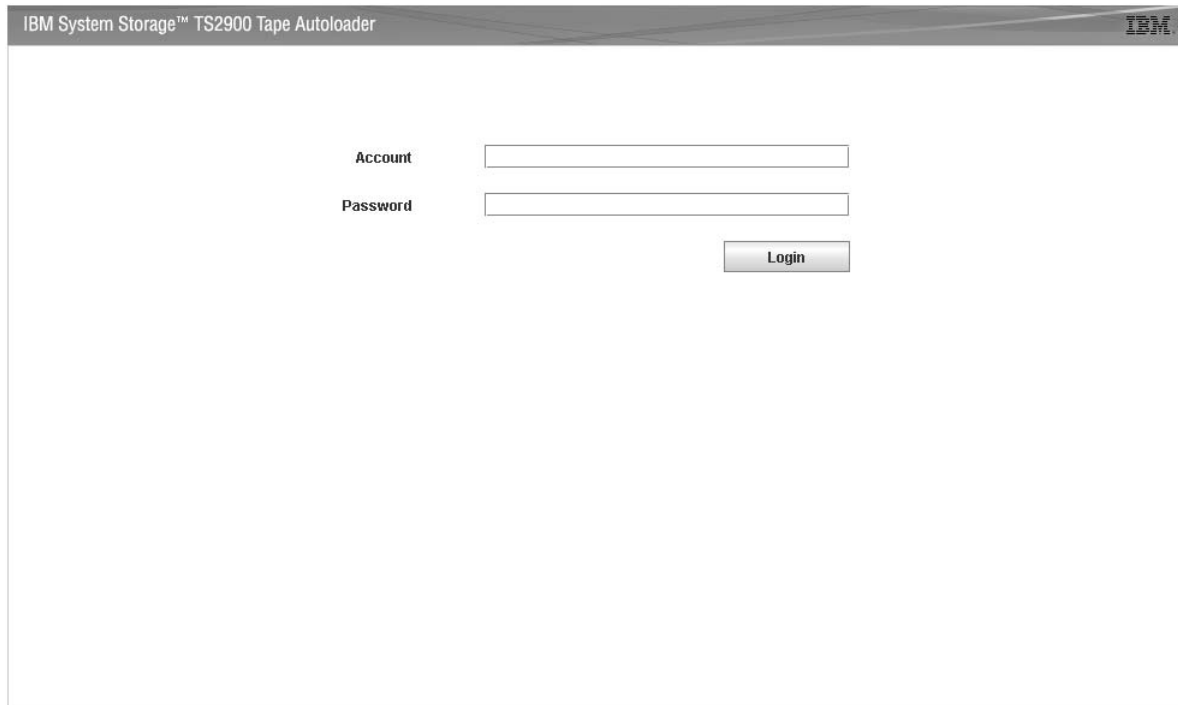 IBM System Storage™ TS2900 Tape Autoloader
IBM.
Account
Password
Login